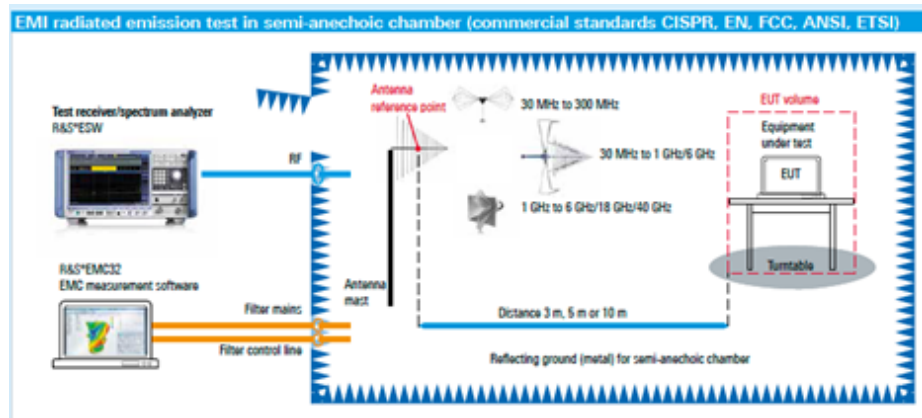 EMI radiated emission test in semi-anechoic chamber (commercial standards CISPR, EN, FCC, ANSI, ETSI)
Test receiver/spectrum analyzer
R&S®ESW
RF
Antenna
reference point
30 MHz to 300 MHz
30 MHz to 1 GHz/6 GHz
1 GHz to 6 GHz/18 GHz/40 GHz
EUT volume
Equipment
under test
EUT
Turntable
R&S®EMC32
EMC measurement software
Filter mains
Filter control line
Antenna
mast
Distance 3 m, 5 m or 10 m
Reflecting ground (metal) for semi-anechoic chamber